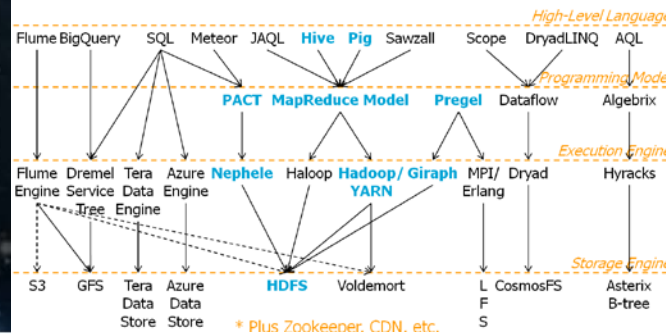 High-Level Language
Flume BigQuery SQL Meteor JAQL Hive Pig Sawzall Scope DryadLINQ AQL
Programming Mode
PACT MapReduce Model Pregel Dataflow Algebrix
Execution Engine
Flume Dremel Tera Azure Nephele Haloop Hadoop/ Giraph MPI/ Dryad Hyracks
Engine Service Data Engine YARN Erlang
Tree Engine
Storage Engine
S3 GFS Tera Azure HDFS Voldemort L CosmosFS Asterix
Data Data F B-tree
Store Store * Plus Zookeeper, CDN, etc. S